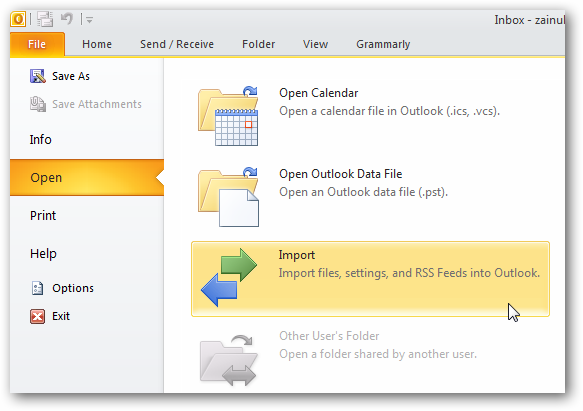 Inbox - zainul
File Home Send / Receive Folder View Grammarly
Save As
Save Attachments
Info
Open
Print
Help
Options
Exit
Open Calendar
Open a calendar file in Outlook (.ics, .vcs).
Open Outlook Data File
Open an Outlook data file (.pst).
Import
Import files, settings, and RSS Feeds into Outlook.
Other User's Folder
Open a folder shared by another user.